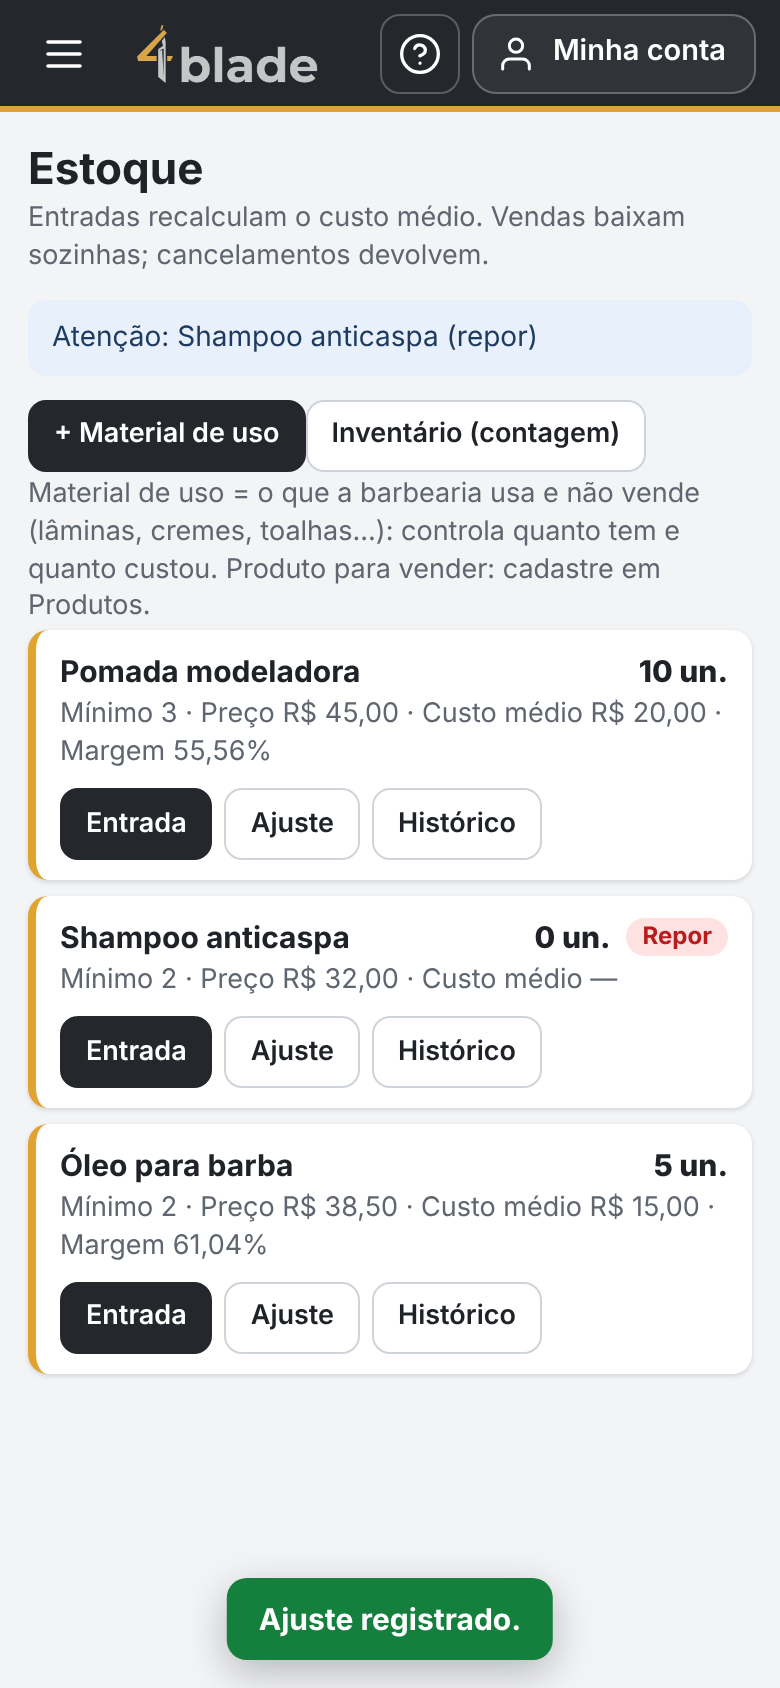 4blade
Minha conta
Estoque
Entradas recalculam o custo médio. Vendas baixam
sozinhas; cancelamentos devolvem.
Atenção: Shampoo anticaspa (repor)
+ Material de uso
Inventário (contagem)
Material de uso = o que a barbearia usa e não vende
(lâminas, cremes, toalhas...): controla quanto tem e
quanto custou. Produto para vender: cadastre em
Produtos.
Pomada modeladora 10 un.
Mínimo 3 · Preço R$ 45,00 · Custo médio R$ 20,00 ·
Margem 55,56%
Entrada Ajuste Histórico
Shampoo anticaspa 0 un. Repor
Mínimo 2 · Preço R$ 32,00 · Custo médio —
Entrada Ajuste Histórico
Óleo para barba 5 un.
Mínimo 2 · Preço R$ 38,50 · Custo médio R$ 15,00 ·
Margem 61,04%
Entrada Ajuste Histórico
Ajuste registrado.